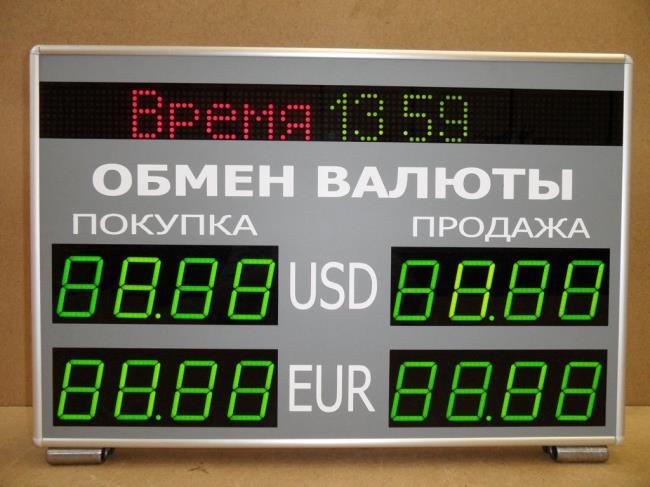 Время 13 59
ОБМЕН ВАЛЮТЫ
ПОКУПКА ПРОДАЖА
88.88 USD 88.88
88.88 EUR 88.88